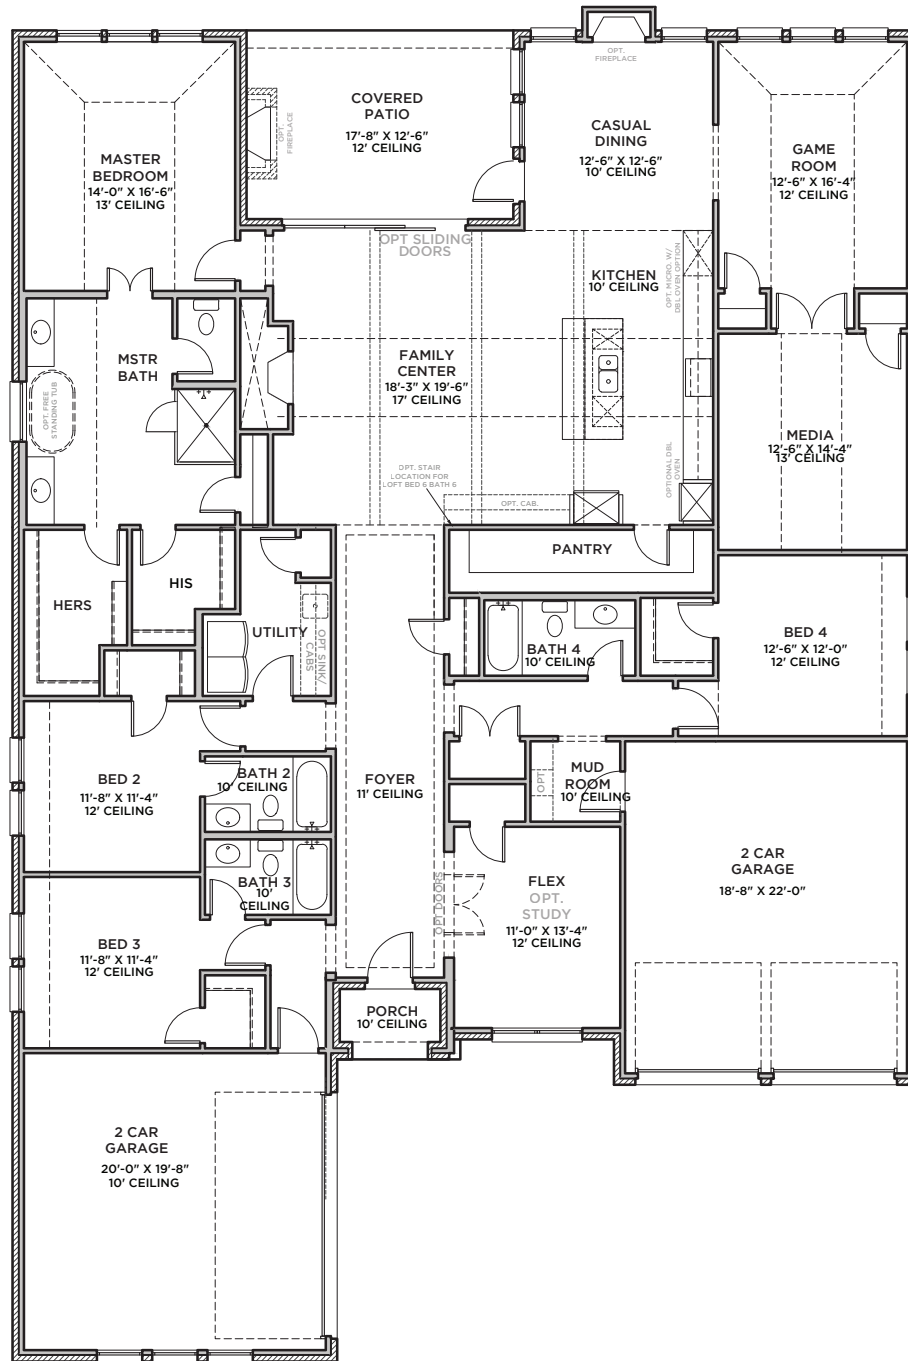 OPT.
FIREPLACE
COVERED
PATIO
17'-8" X 12'-6"
12' CEILING
OPT.
FIREPLACE
CASUAL
DINING
12'-6" X 12'-6"
10' CEILING
GAME
ROOM
12'-6" X 16'-4"
12' CEILING
MASTER
BEDROOM
14'-0" X 16'-6"
13' CEILING
OPT SLIDING
DOORS
KITCHEN
10' CEILING
OPT. MICRO. W/
DBL OVEN OPTION
MSTR
BATH
OPT. FREE
STANDING TUB
FAMILY
CENTER
18'-3" X 19'-6"
17' CEILING
MEDIA
12'-6" X 14'-4"
13' CEILING
OPT. STAIR
LOCATION FOR
LOFT BED 6 BATH 6
OPT. CAB.
OPTIONAL DBL
OVEN
PANTRY
HERS
HIS
UTILITY
OPT SINK/
CABS
BATH 4
10' CEILING
BED 4
12'-6" X 12'-0"
12' CEILING
BED 2
11'-8" X 11'-4"
12' CEILING
BATH 2
10' CEILING
FOYER
11' CEILING
OPT
MUD
ROOM
10' CEILING
2 CAR
GARAGE
18'-8" X 22'-0"
BATH 3
10'
CEILING
OPT DOORS
FLEX
OPT.
STUDY
11'-0" X 13'-4"
12' CEILING
BED 3
11'-8" X 11'-4"
12' CEILING
PORCH
10' CEILING
2 CAR
GARAGE
20'-0" X 19'-8"
10' CEILING